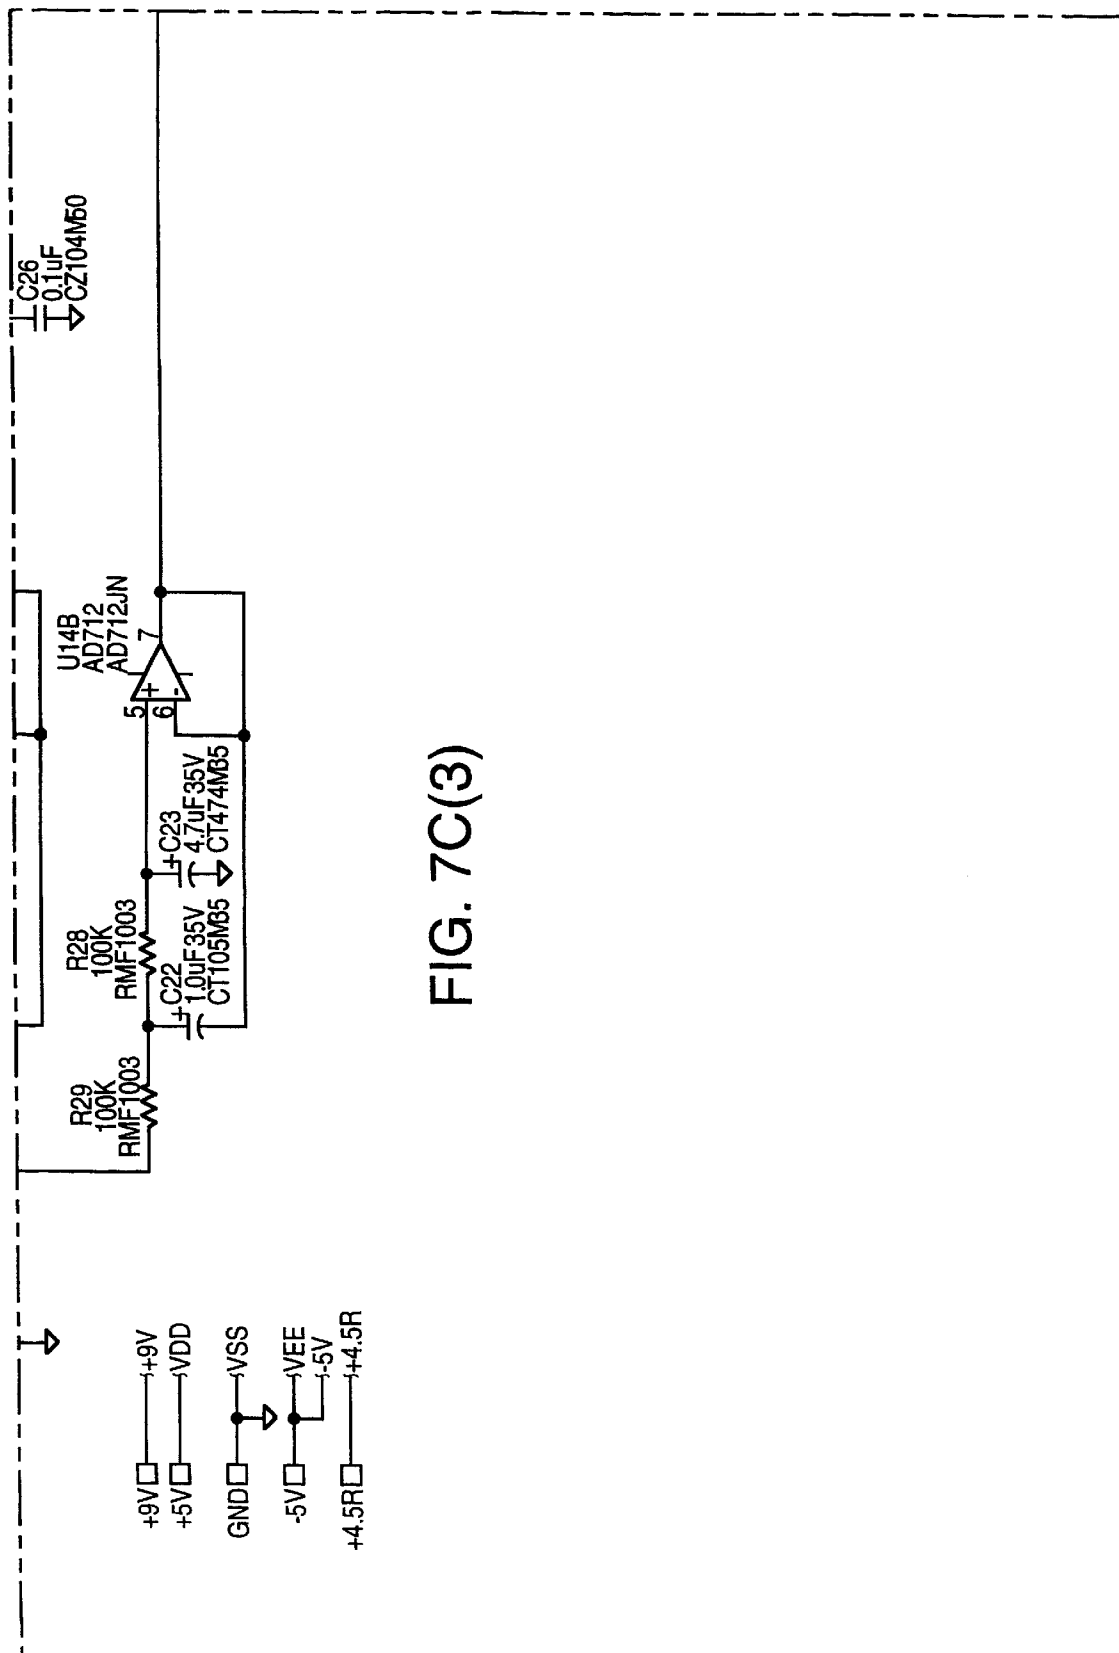 C26
0.1uF
CZ104M50
U14B
AD712
AD712JN
5
+
6
-
7
R29
100K
RMF1003
R28
100K
RMF1003
+C22
1.0uF35V
CT105M35
+C23
4.7uF35V
CT474M35
+9V +9V
+5V VDD
GND VSS
-5V VEE
-5V
+4.5R +4.5R
FIG. 7C(3)